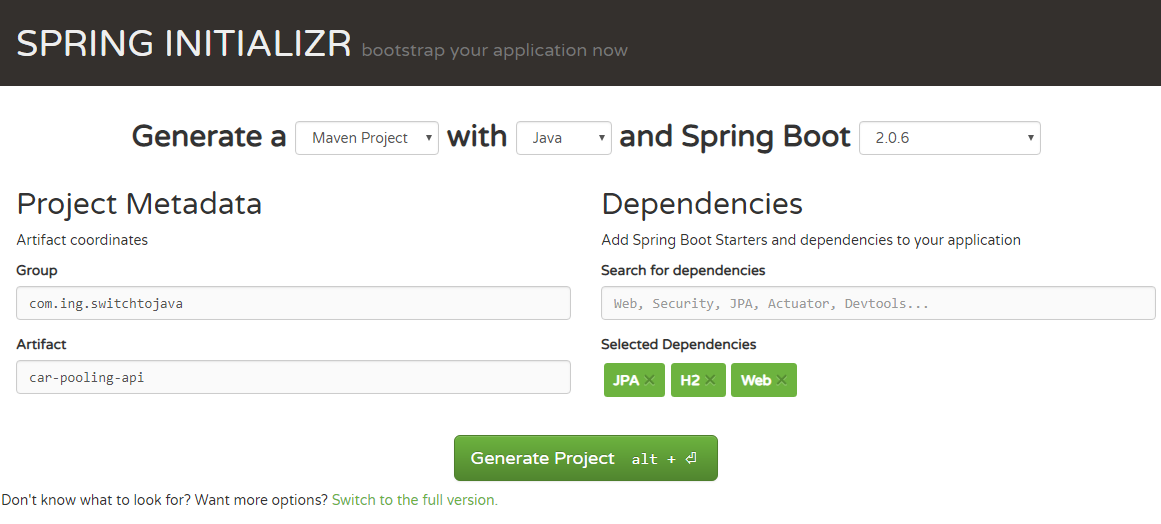 SPRING INITIALIZR bootstrap your application now
Generate a Maven Project with Java and Spring Boot 2.0.6
Project Metadata
Artifact coordinates
Group
com.ing.switchtojava
Artifact
car-pooling-api
Dependencies
Add Spring Boot Starters and dependencies to your application
Search for dependencies
Web, Security, JPA, Actuator, Devtools...
Selected Dependencies
JPA × H2 × Web ×
Generate Project alt + ⏎
Don't know what to look for? Want more options? Switch to the full version.